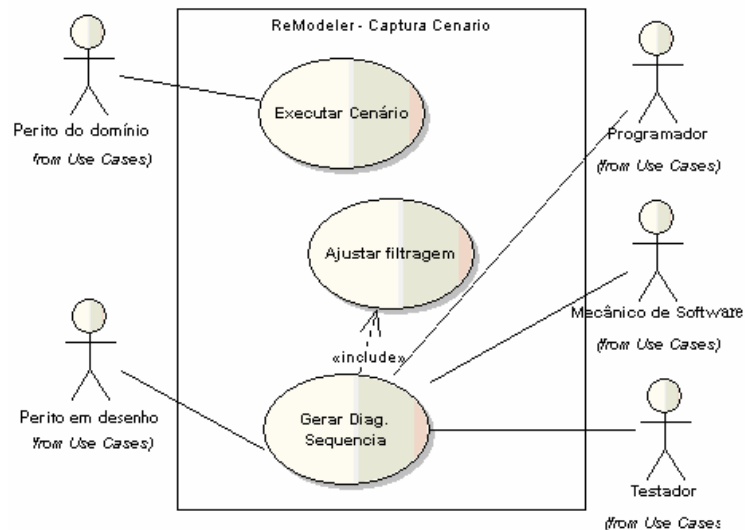 ReModeler - Captura Cenario
Executar Cenário
Perito do domínio
from Use Cases)
Programador
(from Use Cases)
Ajustar filtragem
Mecânico de Software
(from Use Cases)
«include»
Perito em desenho
from Use Cases)
Gerar Diag.
Sequencia
Testador
(from Use Cases